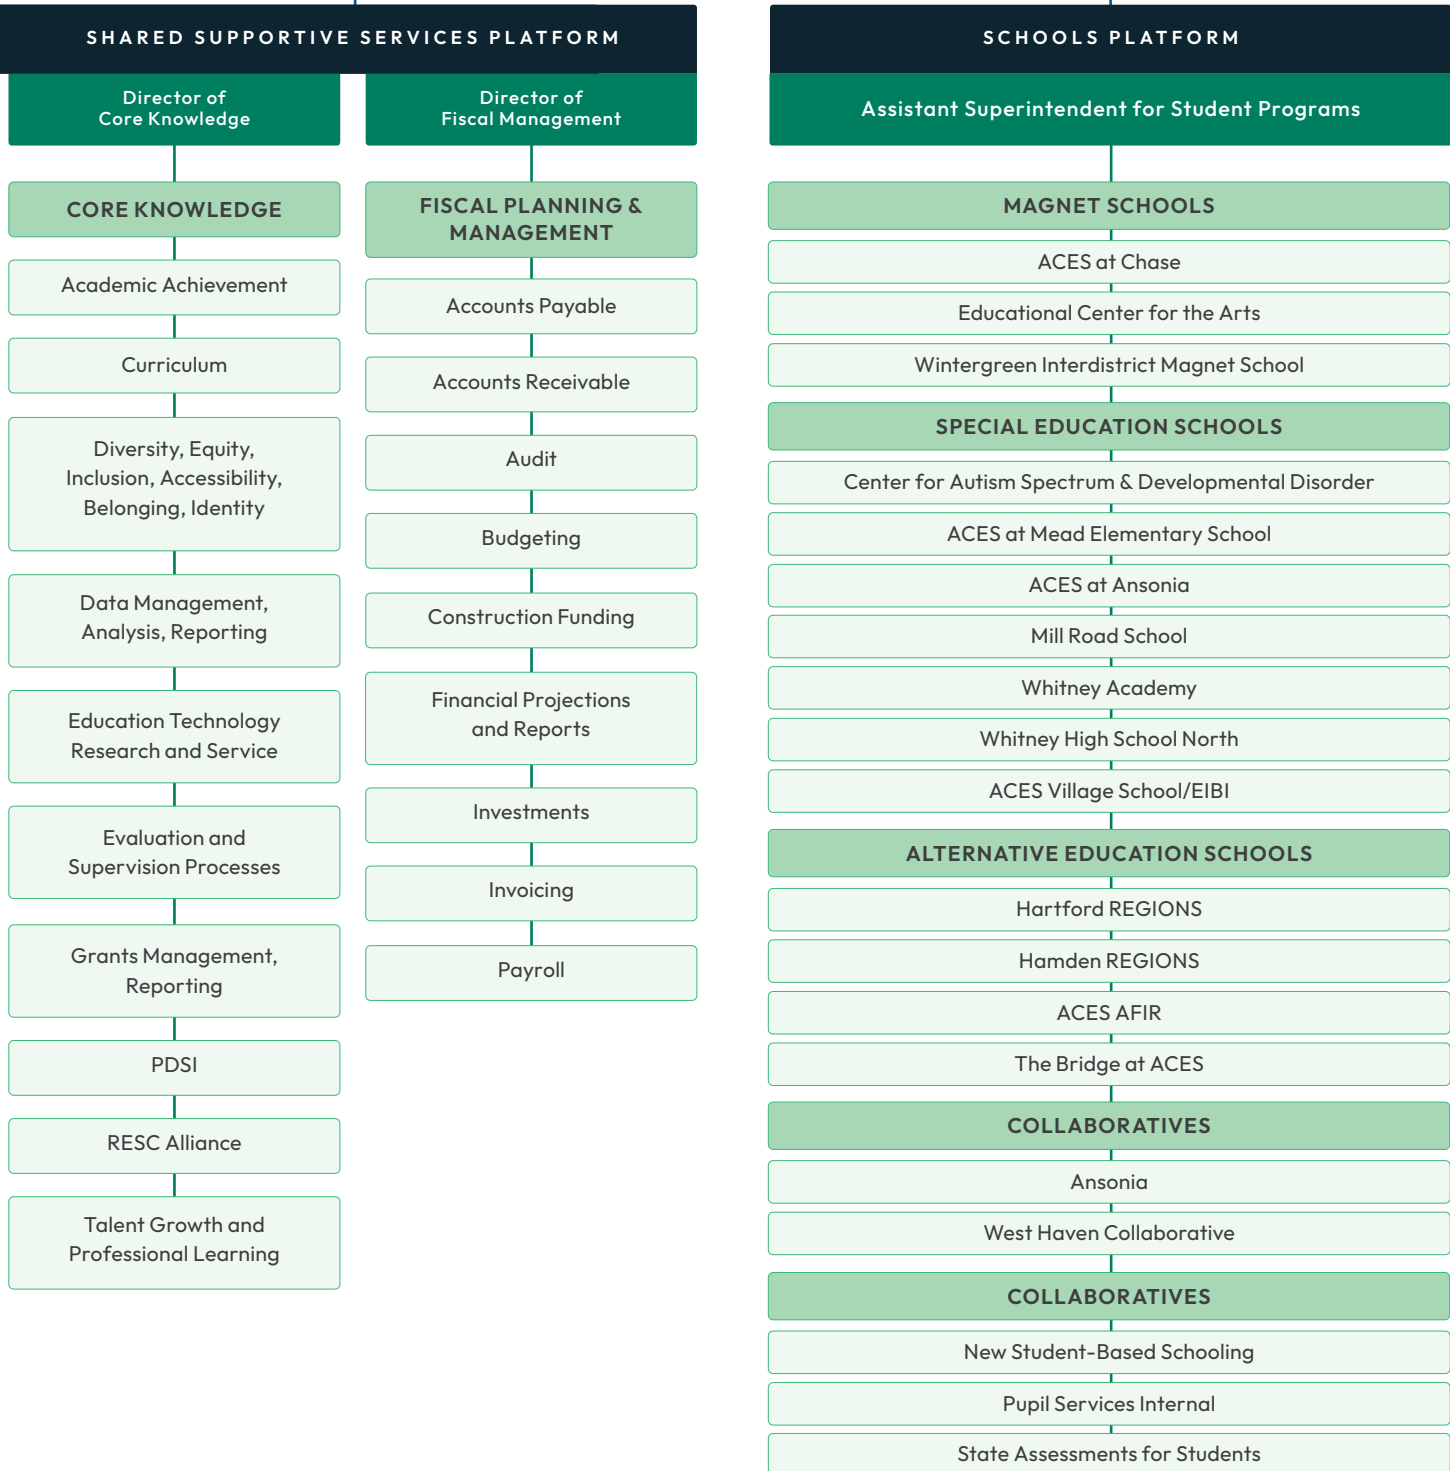 SHARED SUPPORTIVE SERVICES PLATFORM
Director of
Core Knowledge
CORE KNOWLEDGE
Academic Achievement
Curriculum
Diversity, Equity,
Inclusion, Accessibility,
Belonging, Identity
Data Management,
Analysis, Reporting
Education Technology
Research and Service
Evaluation and
Supervision Processes
Grants Management,
Reporting
PDSI
RESC Alliance
Talent Growth and
Professional Learning
Director of
Fiscal Management
FISCAL PLANNING &
MANAGEMENT
Accounts Payable
Accounts Receivable
Audit
Budgeting
Construction Funding
Financial Projections
and Reports
Investments
Invoicing
Payroll
SCHOOLS PLATFORM
Assistant Superintendent for Student Programs
MAGNET SCHOOLS
ACES at Chase
Educational Center for the Arts
Wintergreen Interdistrict Magnet School
SPECIAL EDUCATION SCHOOLS
Center for Autism Spectrum & Developmental Disorder
ACES at Mead Elementary School
ACES at Ansonia
Mill Road School
Whitney Academy
Whitney High School North
ACES Village School/EIBI
ALTERNATIVE EDUCATION SCHOOLS
Hartford REGIONS
Hamden REGIONS
ACES AFIR
The Bridge at ACES
COLLABORATIVES
Ansonia
West Haven Collaborative
COLLABORATIVES
New Student-Based Schooling
Pupil Services Internal
State Assessments for Students